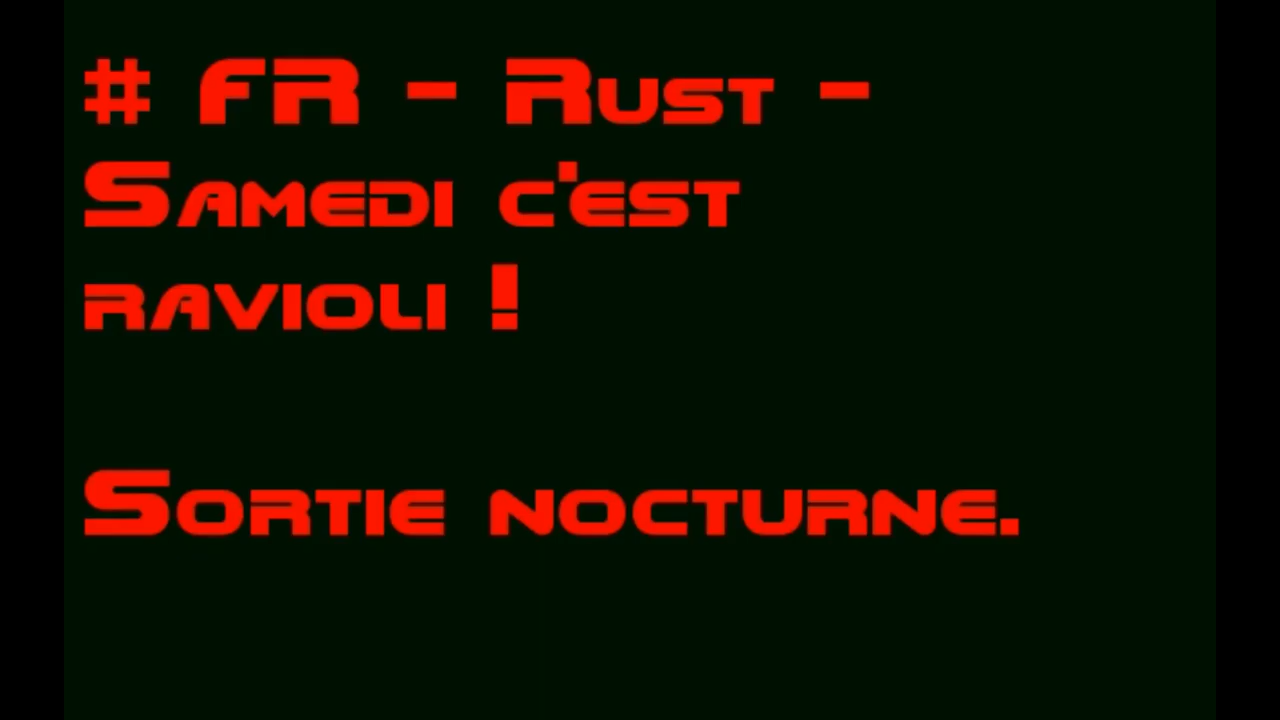 # FR - Rust -
Samedi c'est
ravioli !
Sortie nocturne.